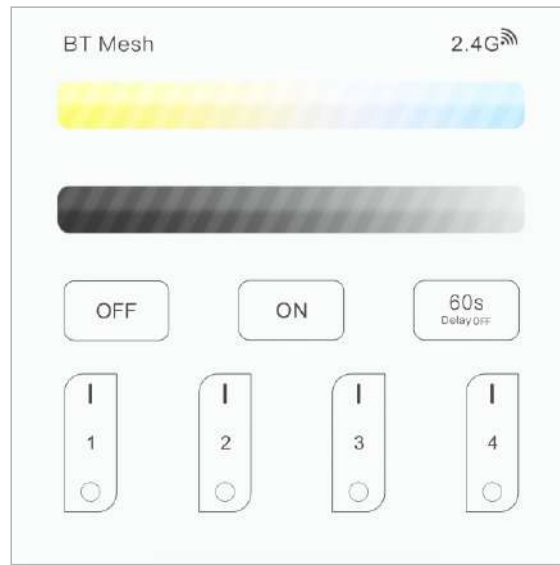 BT Mesh 2.4G
OFF ON 60s
Delay OFF
I I I I
1 2 3 4